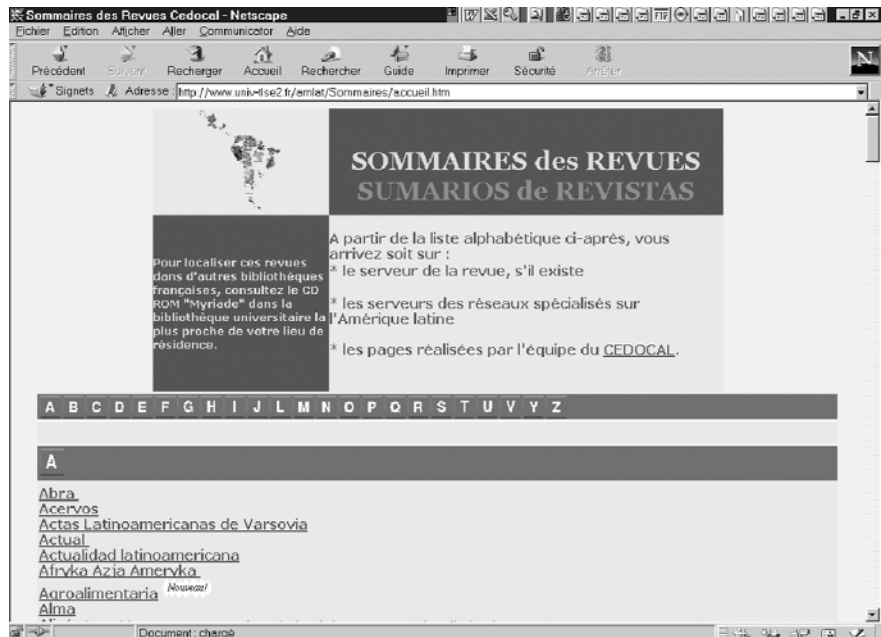 Sommaires des Revues Cedocal - Netscape
Fichier Edition Afficher Aller Communicator Aide
Précédent Suivant Recharger Accueil Rechercher Guide Imprimer Sécurité Arrêter
Signets Adresse : http://www.univ-tlse2.fr/amlat/Sommaires/accueil.htm
SOMMAIRES des REVUES
SUMARIOS de REVISTAS
Pour localiser ces revues
dans d'autres bibliothèques
françaises, consultez le CD
ROM "Myriade" dans la
bibliothèque universitaire la
plus proche de votre lieu de
résidence.
A partir de la liste alphabétique ci-après, vous
arrivez soit sur :
* le serveur de la revue, s'il existe
* les serveurs des réseaux spécialisés sur
l'Amérique latine
* les pages réalisées par l'équipe du CEDOCAL.
A B C D E F G H I J L M N O P Q R S T U V Y Z
A
Abra
Acervos
Actas Latinoamericanas de Varsovia
Actual
Actualidad latinoamericana
Afryka Azja Ameryka
Agroalimentaria Nouveau!
Alma
Document : chargé